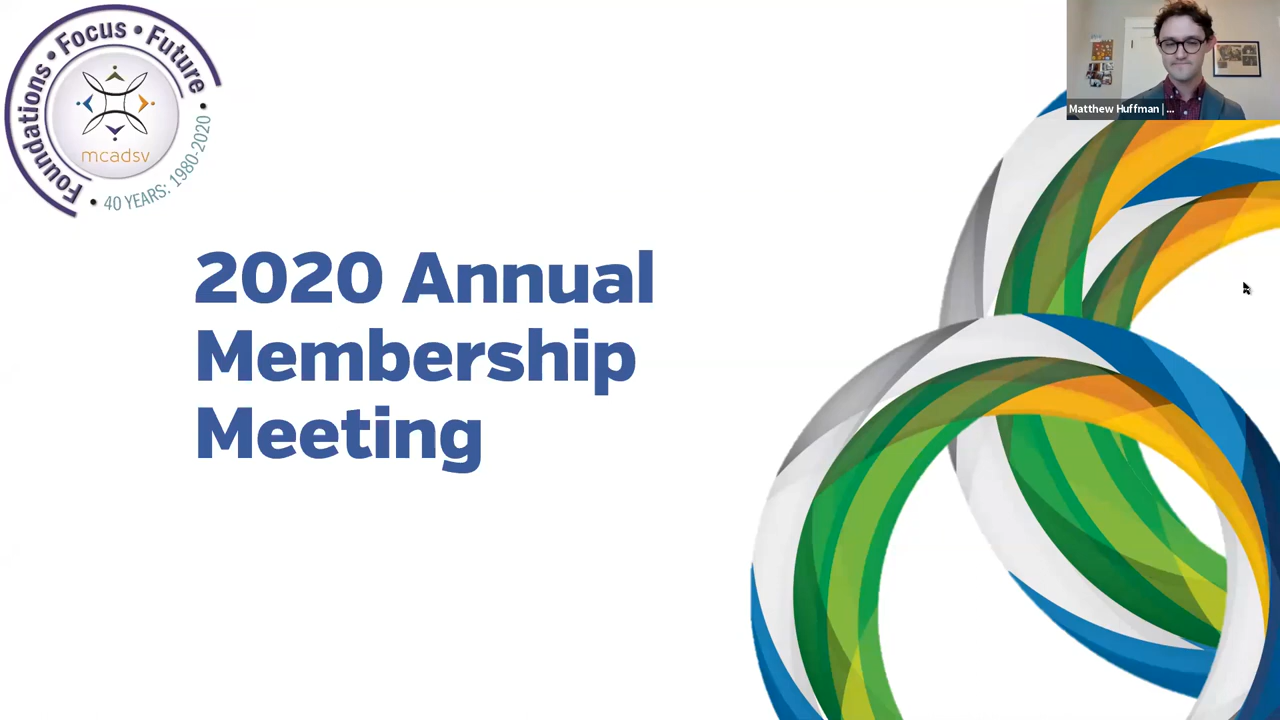 Foundations • Focus • Future •
mcadsv
• 40 YEARS: 1980-2020
Matthew Huffman | ...
2020 Annual
Membership
Meeting